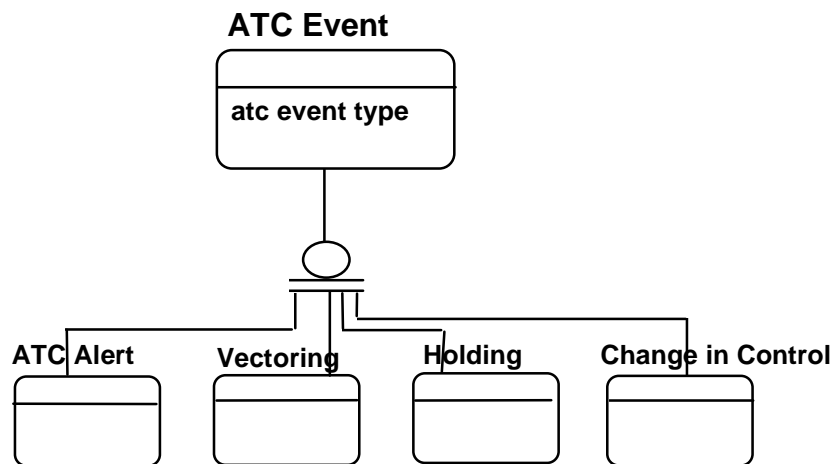 ATC Event
atc event type
ATC Alert
Vectoring
Holding
Change in Control